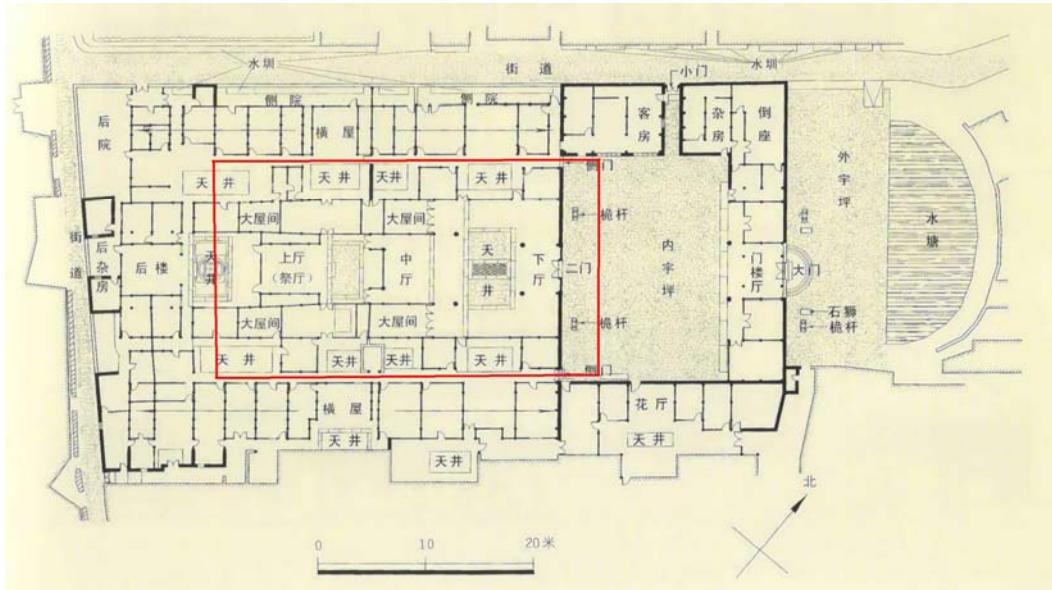 水圳
街道
小门
水圳
侧院
侧院
后院
横屋
客房
杂房
倒座
外宇坪
水塘
天井
天井
天井
天井
侧门
大屋间
大屋间
桅杆
街道
后杂房
后楼
天井
上厅
(祭厅)
中厅
天井
下厅
二门
内宇坪
门楼厅
大门
大屋间
大屋间
桅杆
石狮
桅杆
天井
天井
天井
天井
侧门
横屋
花厅
天井
天井
天井
北
0
10
20米